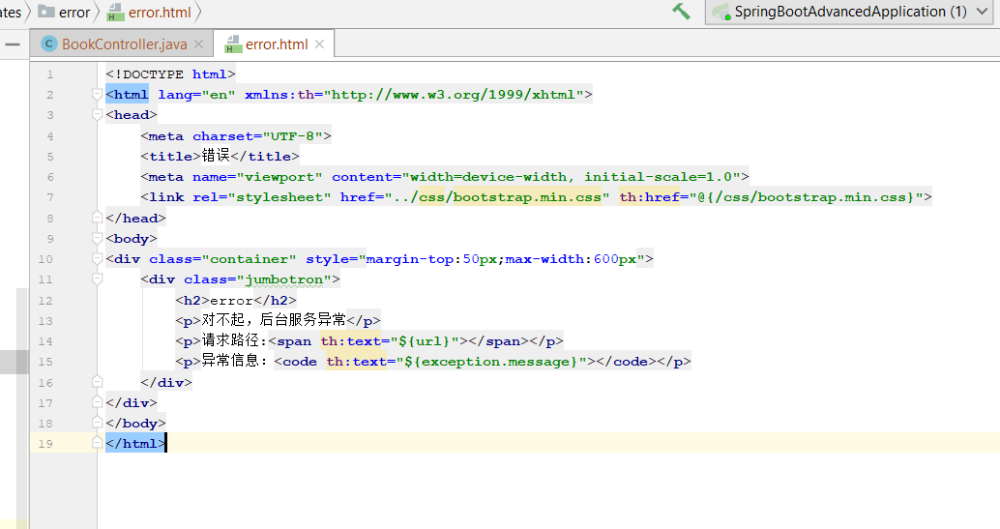 ates error error.html SpringBootAdvancedApplication (1)
BookController.java error.html
1 <!DOCTYPE html>
2 <html lang="en" xmlns:th="http://www.w3.org/1999/xhtml">
3 <head>
4 <meta charset="UTF-8">
5 <title>错误</title>
6 <meta name="viewport" content="width=device-width, initial-scale=1.0">
7 <link rel="stylesheet" href="../css/bootstrap.min.css" th:href="@{/css/bootstrap.min.css}">
8 </head>
9 <body>
10 <div class="container" style="margin-top:50px;max-width:600px">
11 <div class="jumbotron">
12 <h2>error</h2>
13 <p>对不起，后台服务异常</p>
14 <p>请求路径:<span th:text="${url}"></span></p>
15 <p>异常信息：<code th:text="${exception.message}"></code></p>
16 </div>
17 </div>
18 </body>
19 </html>